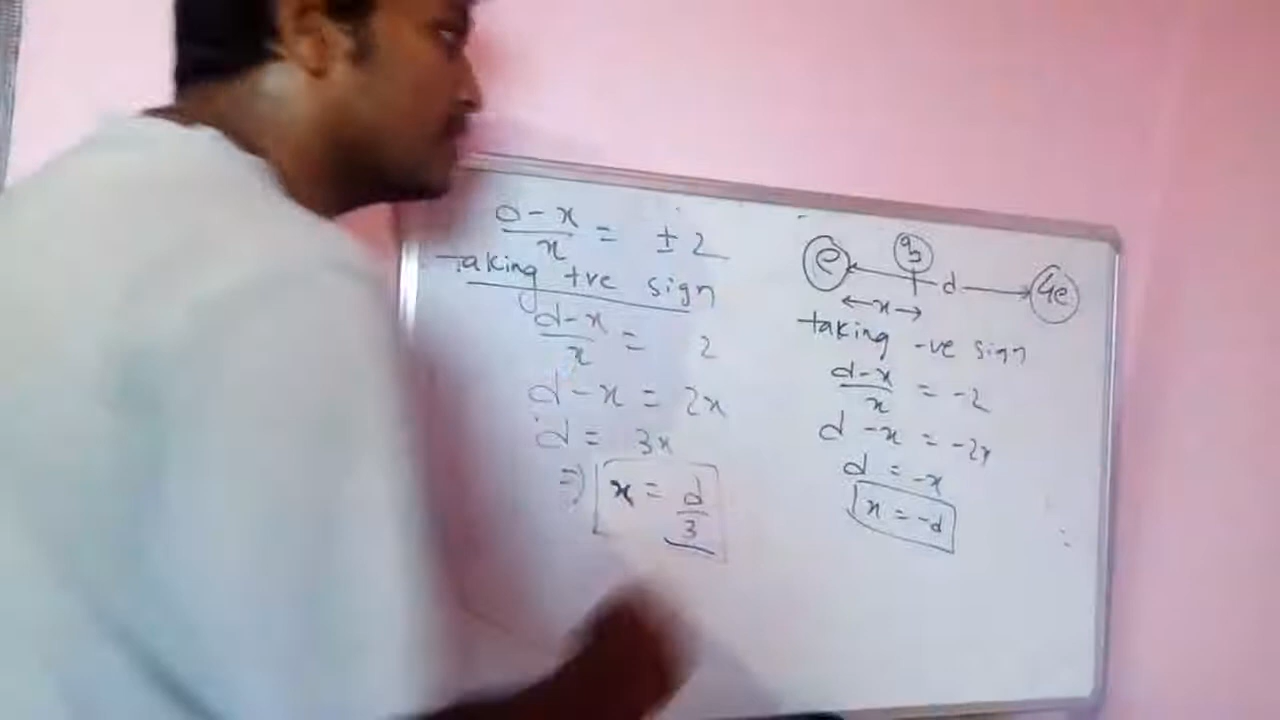 d-x/x = ± 2
taking +ve sign
d-x/x = 2
d-x = 2x
d = 3x
⇒ x = d/3
e q d 4e
x
taking -ve sign
d-x/x = -2
d-x = -2x
d = -x
x = -d